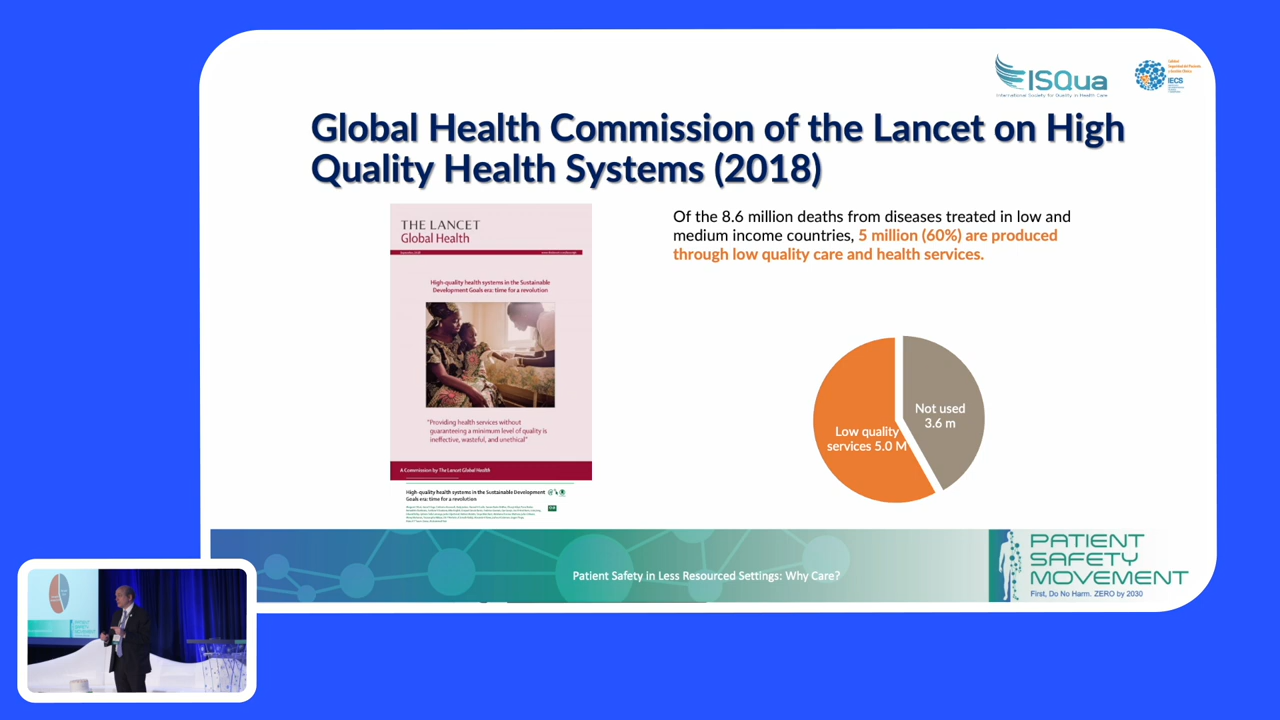 ISQua
International Society for Quality in Health Care
IECS
Global Health Commission of the Lancet on High
Quality Health Systems (2018)
THE LANCET
Global Health
High-quality health systems in the Sustainable
Development Goals era: time for a revolution
"Providing health services without
guaranteeing a minimum level of quality is
ineffective, wasteful, and unethical"
A Commission by The Lancet Global Health
High-quality health systems in the Sustainable Development
Goals era: time for a revolution
Of the 8.6 million deaths from diseases treated in low and
medium income countries, 5 million (60%) are produced
through low quality care and health services.
Not used
3.6 m
Low quality
services 5.0 M
Patient Safety in Less Resourced Settings: Why Care?
PATIENT
SAFETY
MOVEMENT
First, Do No Harm. ZERO by 2030